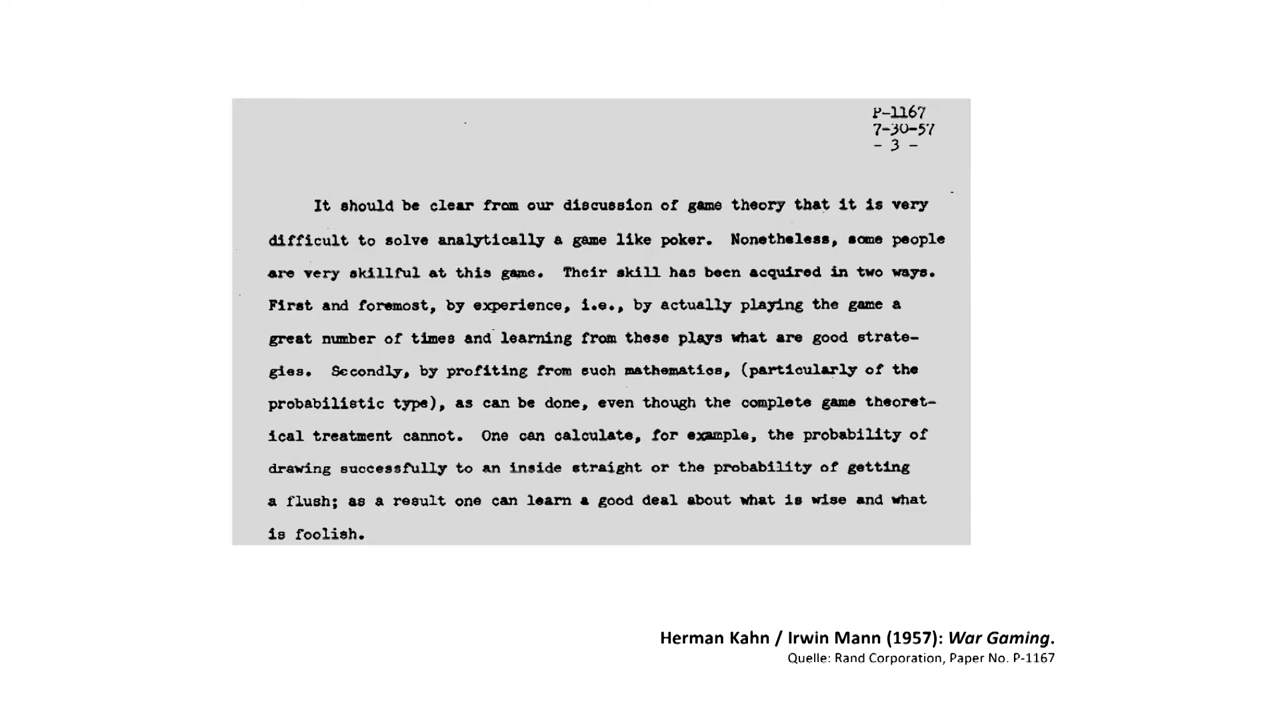 P-1167
7-30-57
- 3 -
It should be clear from our discussion of game theory that it is very
difficult to solve analytically a game like poker. Nonetheless, some people
are very skillful at this game. Their skill has been acquired in two ways.
First and foremost, by experience, i.e., by actually playing the game a
great number of times and learning from these plays what are good strate-
gies. Secondly, by profiting from such mathematics, (particularly of the
probabilistic type), as can be done, even though the complete game theoret-
ical treatment cannot. One can calculate, for example, the probability of
drawing successfully to an inside straight or the probability of getting
a flush; as a result one can learn a good deal about what is wise and what
is foolish.
Herman Kahn / Irwin Mann (1957): War Gaming.
Quelle: Rand Corporation, Paper No. P-1167